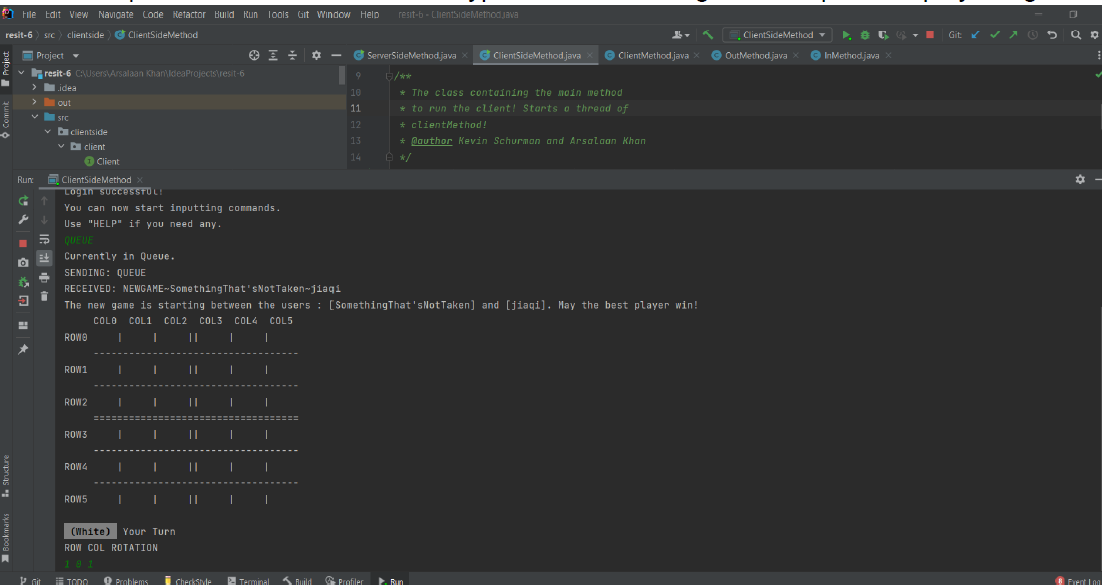 File Edit View Navigate Code Refactor Build Run Tools Git Window Help resit-6 - ClientSideMethod.java
resit-6 src clientside ClientSideMethod ClientSideMethod Git:
Project ServerSideMethod.java ClientSideMethod.java ClientMethod.java OutMethod.java InMethod.java
resit-6 C:\Users\Arsalaan Khan\IdeaProjects\resit-6
.idea
out
src
clientside
client
Client
9 /**
10 * The class containing the main method
11 * to run the client! Starts a thread of
12 * clientMethod!
13 * @author Kevin Schurman and Arsalaan Khan
14 */
Project
Commit
Structure
Bookmarks
Run: ClientSideMethod
Login successful!
You can now start inputting commands.
Use "HELP" if you need any.
QUEUE
Currently in Queue.
SENDING: QUEUE
RECEIVED: NEWGAME~SomethingThat'sNotTaken~jiaqi
The new game is starting between the users : [SomethingThat'sNotTaken] and [jiaqi]. May the best player win!
COL0 COL1 COL2 COL3 COL4 COL5
ROW0 | | || | |
-----------------------------------
ROW1 | | || | |
-----------------------------------
ROW2 | | || | |
===================================
ROW3 | | || | |
-----------------------------------
ROW4 | | || | |
-----------------------------------
ROW5 | | || | |
(White) Your Turn
ROW COL ROTATION
1 0 1
Git TODO Problems CheckStyle Terminal Build Profiler Run Event Log